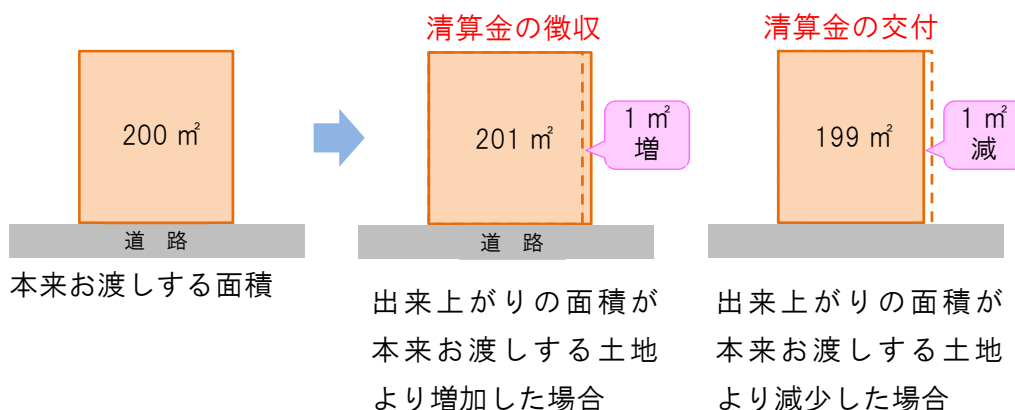 清算金の徴収
清算金の交付
200 ㎡
201 ㎡
1 ㎡
増
199 ㎡
1 ㎡
減
道 路
道 路
本来お渡しする面積
出来上がりの面積が
本来お渡しする土地
より増加した場合
出来上がりの面積が
本来お渡しする土地
より減少した場合